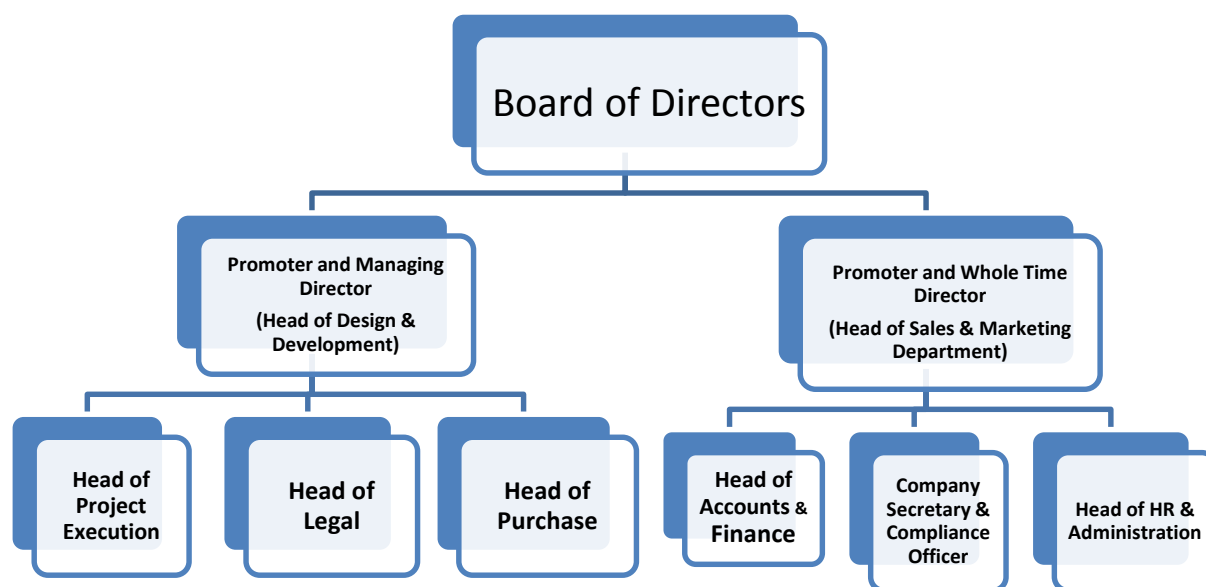 Board of Directors
Promoter and Managing
Director
(Head of Design &
Development)
Promoter and Whole Time
Director
(Head of Sales & Marketing
Department)
Head of
Project
Execution
Head of
Legal
Head of
Purchase
Head of
Accounts &
Finance
Company
Secretary &
Compliance
Officer
Head of HR &
Administration